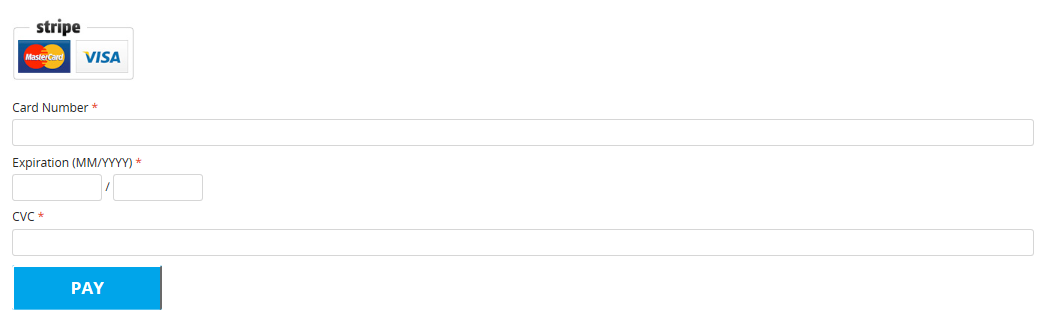 stripe
MasterCard VISA
Card Number *
Expiration (MM/YYYY) *
/
CVC *
PAY